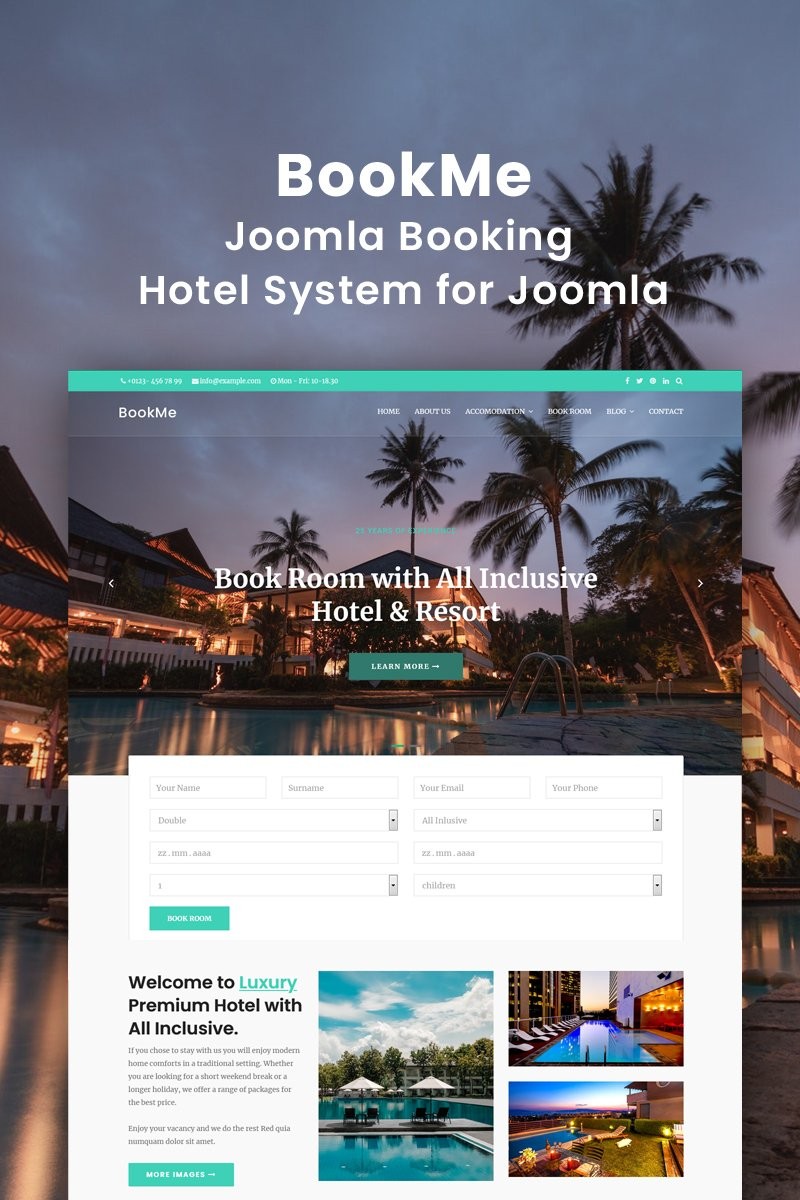 BookMe
Joomla Booking
Hotel System for Joomla
+0123- 456 78 99 info@example.com Mon - Fri: 10-18.30
BookMe
HOME ABOUT US ACCOMODATION BOOK ROOM BLOG CONTACT
25 YEARS OF EXPERIENCE
Book Room with All Inclusive
Hotel & Resort
LEARN MORE
Your Name Surname Your Email Your Phone
Double All Inlusive
zz . mm . aaaa zz . mm . aaaa
1 children
BOOK ROOM
Welcome to Luxury
Premium Hotel with
All Inclusive.
If you chose to stay with us you will enjoy modern
home comforts in a traditional setting. Whether
you are looking for a short weekend break or a
longer holiday, we offer a range of packages for
the best price.
Enjoy your vacancy and we do the rest Red quia
numquam dolor sit amet.
MORE IMAGES